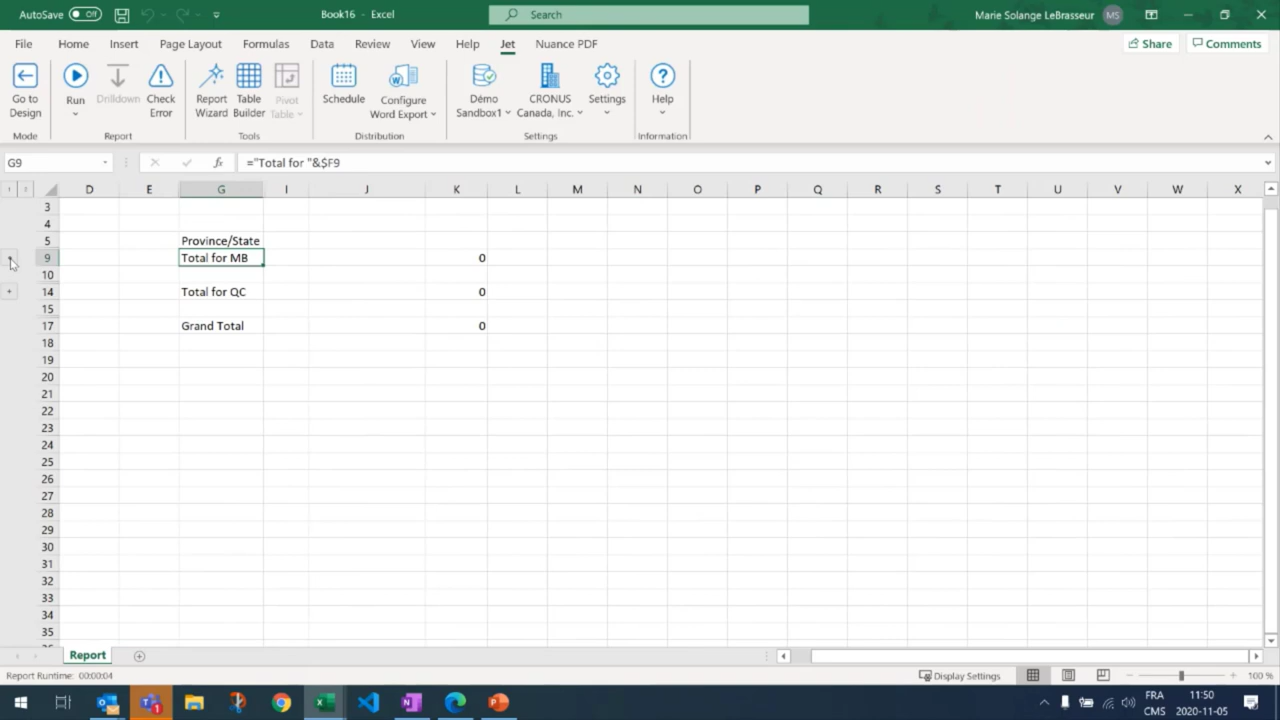 AutoSave Off Book16 - Excel Search Marie Solange LeBrasseur MS
File Home Insert Page Layout Formulas Data Review View Help Jet Nuance PDF Share Comments
Go to Design Run Drilldown Check Error Report Wizard Table Builder Pivot Table Schedule Configure Word Export Démo Sandbox1 CRONUS Canada, Inc. Settings Help
Mode Report Tools Distribution Settings Information
G9 fx ="Total for "&$F9
D E G I J K L M N O P Q R S T U V W X
3
4
5 Province/State
9 Total for MB 0
10
14 Total for QC 0
15
17 Grand Total 0
18
19
20
21
22
23
24
25
26
27
28
29
30
31
32
33
34
35
Report
Report Runtime: 00:00:04 Display Settings 100 %
FRA 11:50
CMS 2020-11-05